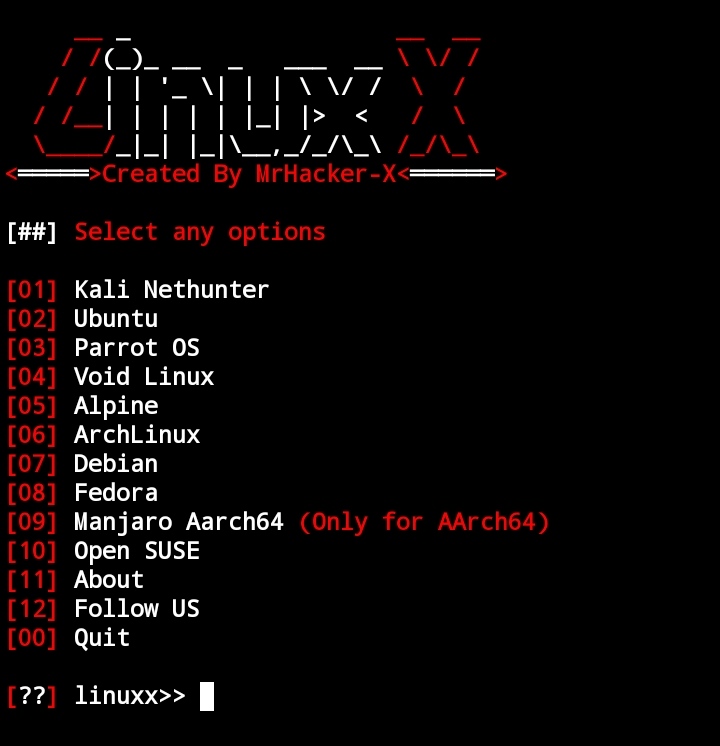 LinuxX
<═════>Created By MrHacker-X<══════>
[##] Select any options
[01] Kali Nethunter
[02] Ubuntu
[03] Parrot OS
[04] Void Linux
[05] Alpine
[06] ArchLinux
[07] Debian
[08] Fedora
[09] Manjaro Aarch64 (Only for AArch64)
[10] Open SUSE
[11] About
[12] Follow US
[00] Quit
[??] linuxx>>